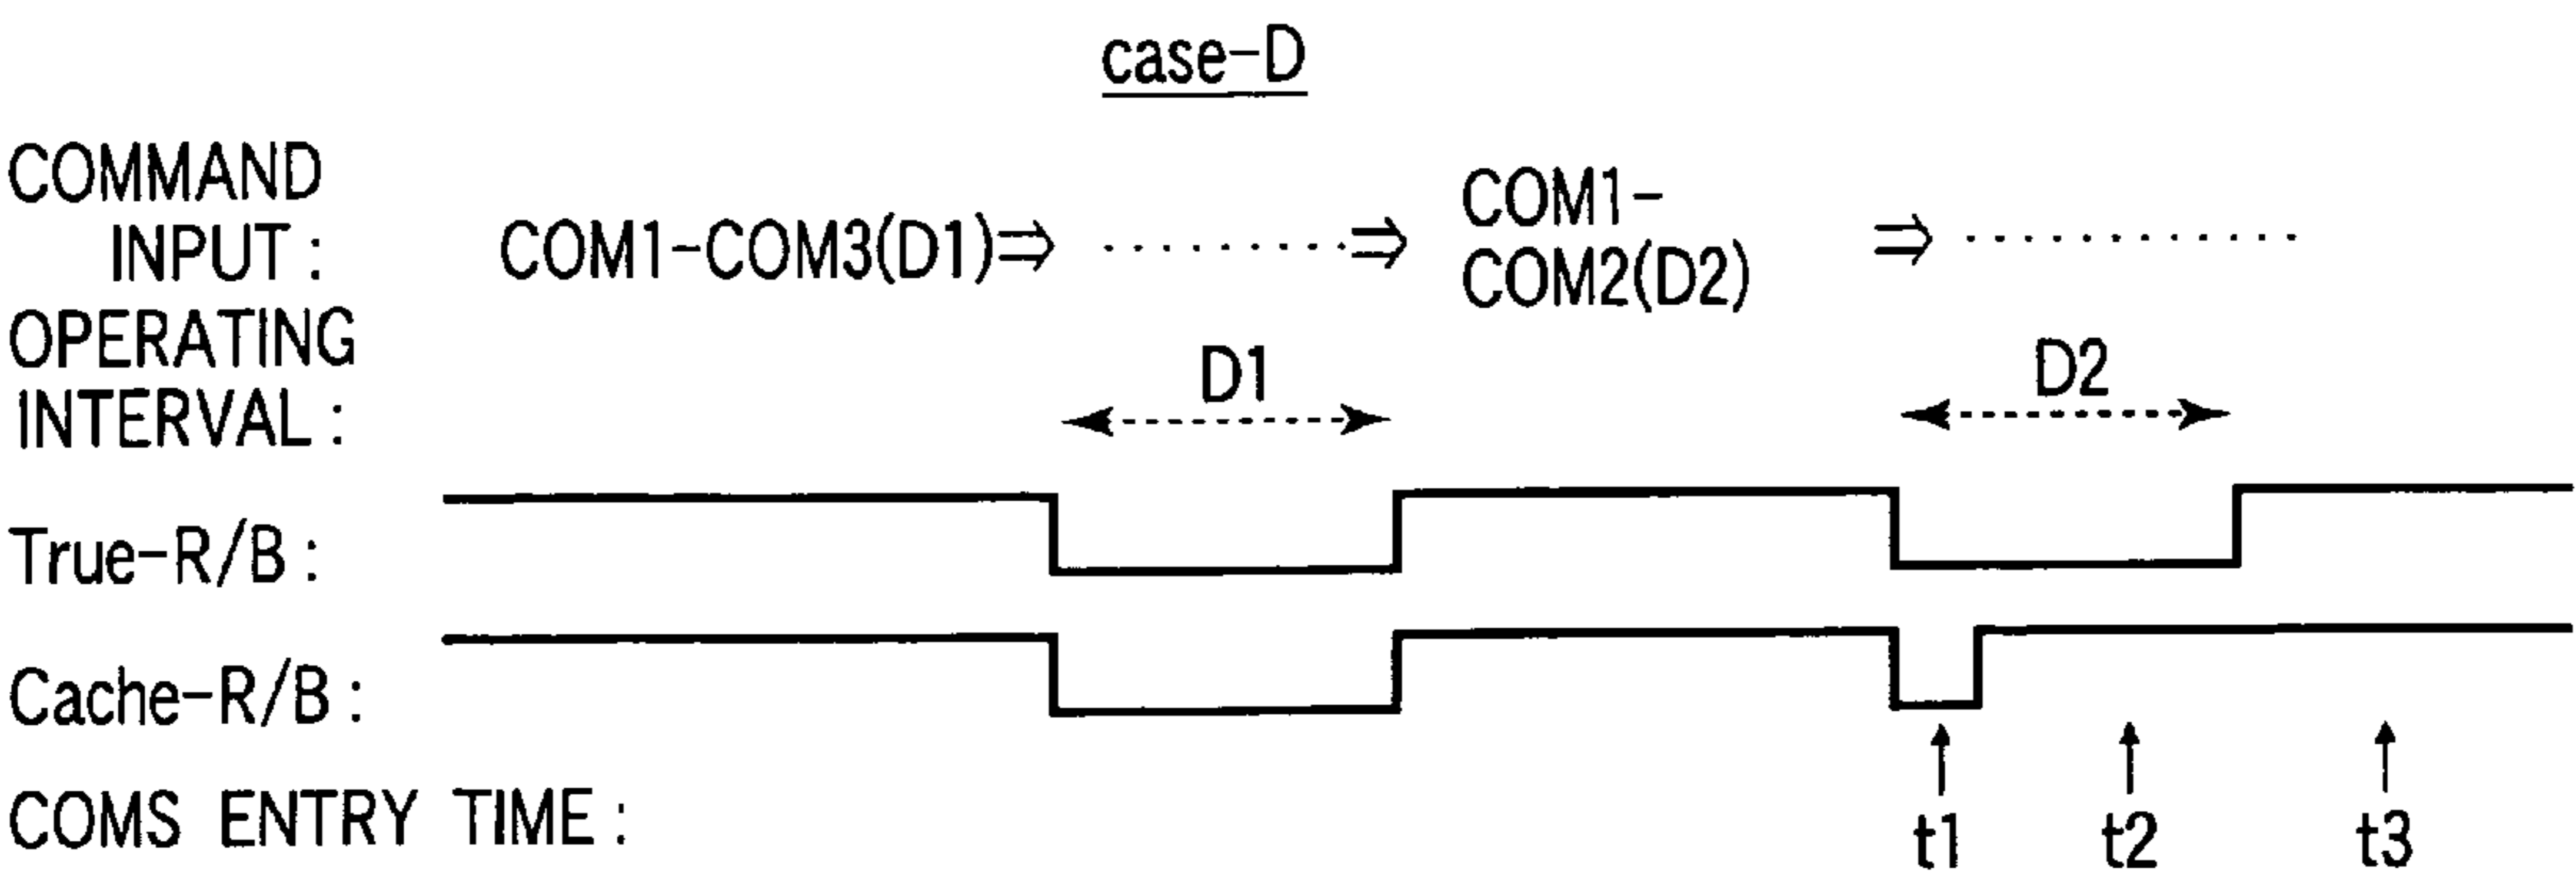 case-D
COMMAND
INPUT :
COM1-COM3(D1)⇒ ·········· ⇒ COM1-
COM2(D2) ⇒ ··········
OPERATING
INTERVAL :
D1
D2
True-R/B :
Cache-R/B :
COMS ENTRY TIME :
t1 t2 t3